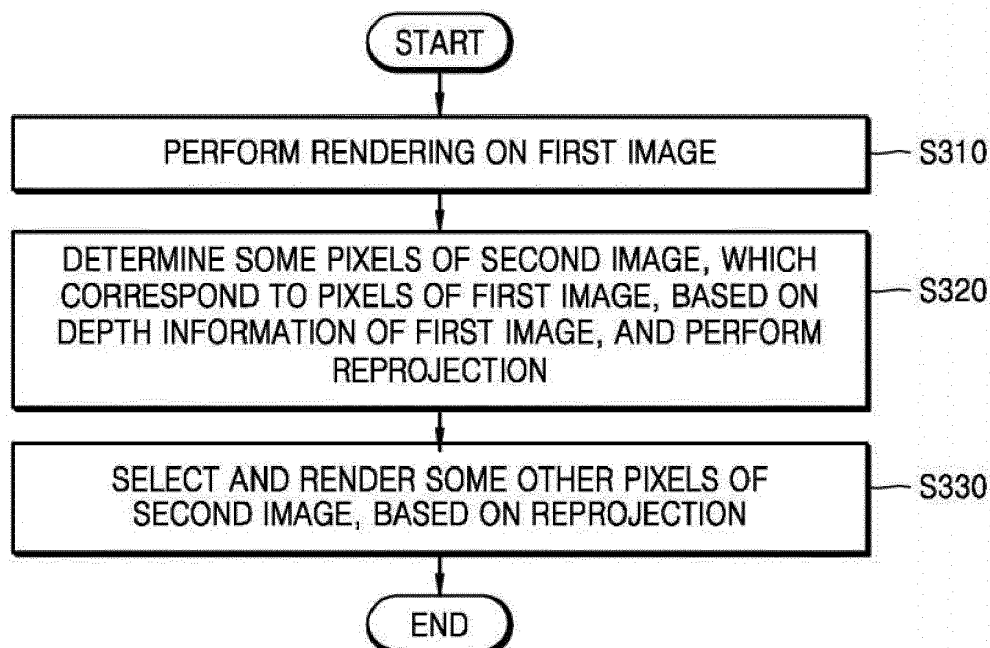 START
PERFORM RENDERING ON FIRST IMAGE
S310
DETERMINE SOME PIXELS OF SECOND IMAGE, WHICH
CORRESPOND TO PIXELS OF FIRST IMAGE, BASED ON
DEPTH INFORMATION OF FIRST IMAGE, AND PERFORM
REPROJECTION
S320
SELECT AND RENDER SOME OTHER PIXELS OF
SECOND IMAGE, BASED ON REPROJECTION
S330
END